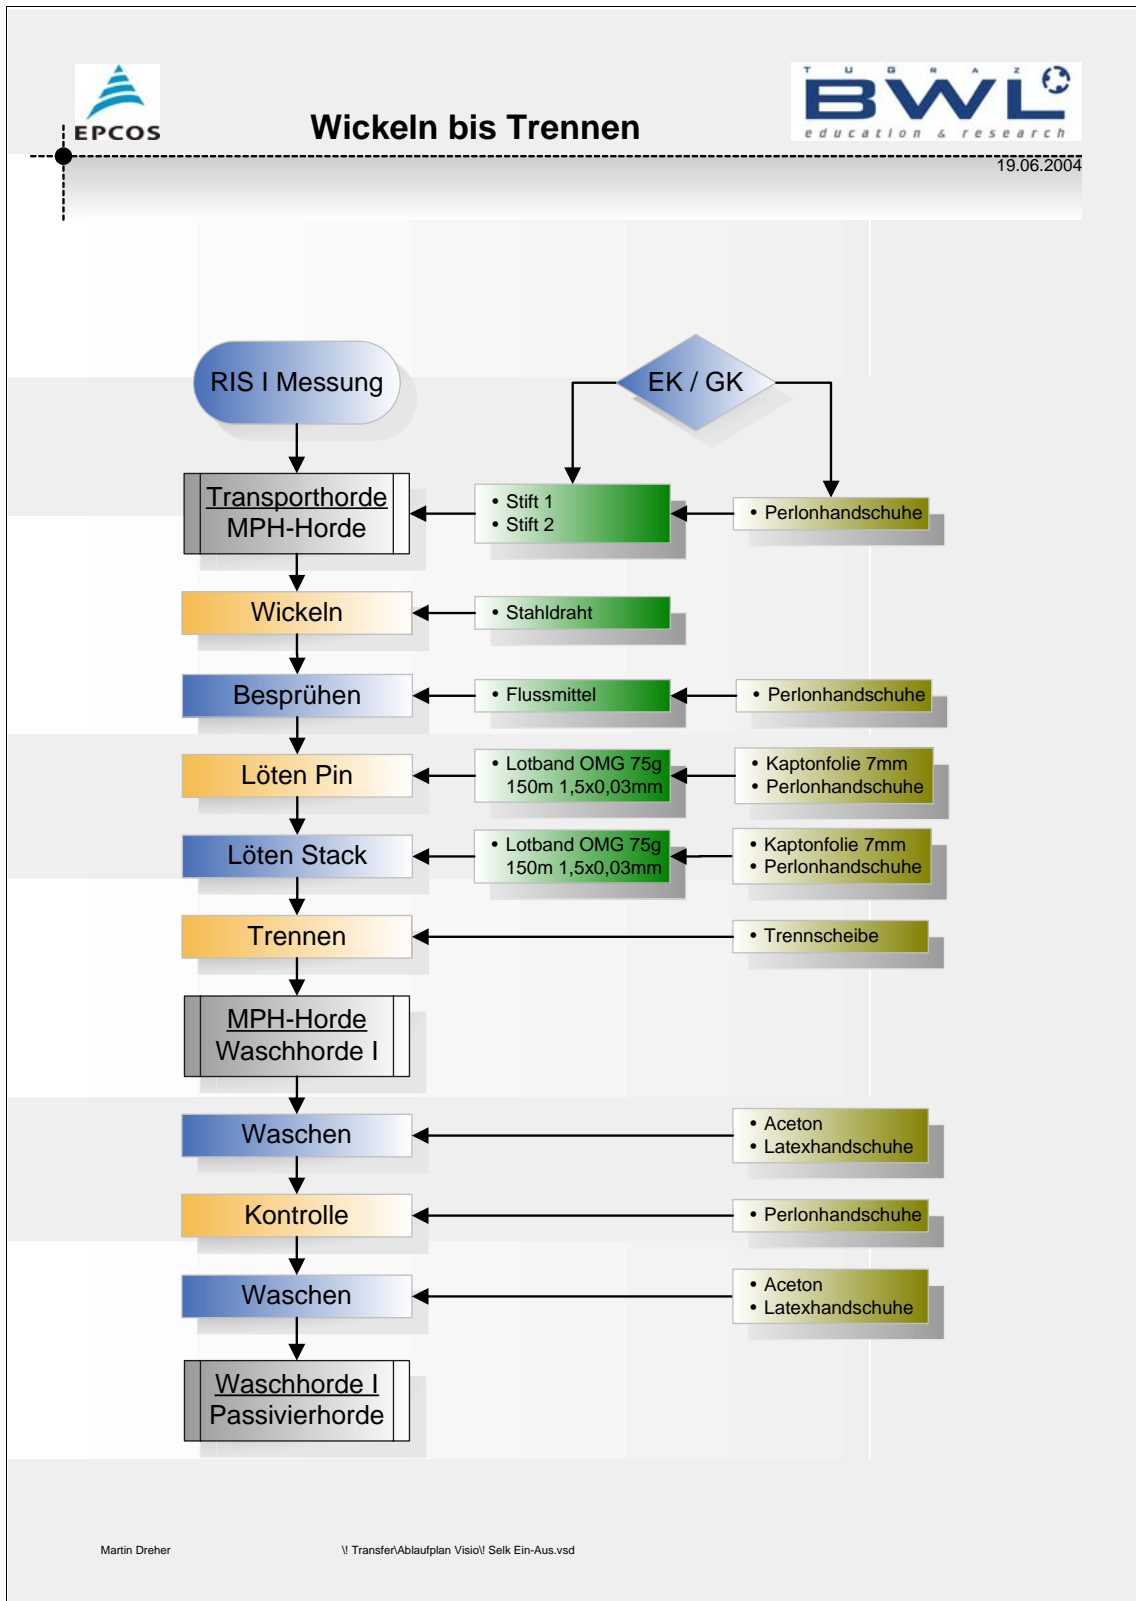 EPCOS
Wickeln bis Trennen
TUGRAZ
BWL
education & research
19.06.2004
RIS I Messung
EK / GK
Transporthorde
MPH-Horde
• Stift 1
• Stift 2
• Perlonhandschuhe
Wickeln
• Stahldraht
Besprühen
• Flussmittel
• Perlonhandschuhe
Löten Pin
• Lotband OMG 75g
150m 1,5x0,03mm
• Kaptonfolie 7mm
• Perlonhandschuhe
Löten Stack
• Lotband OMG 75g
150m 1,5x0,03mm
• Kaptonfolie 7mm
• Perlonhandschuhe
Trennen
• Trennscheibe
MPH-Horde
Waschhorde I
Waschen
• Aceton
• Latexhandschuhe
Kontrolle
• Perlonhandschuhe
Waschen
• Aceton
• Latexhandschuhe
Waschhorde I
Passivierhorde
Martin Dreher
\! Transfer\Ablaufplan Visio\! Selk Ein-Aus.vsd